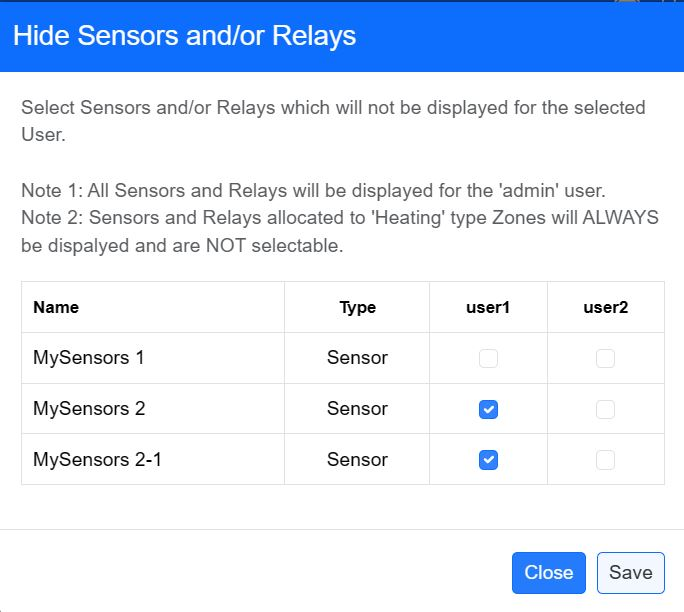 Hide Sensors and/or Relays
Select Sensors and/or Relays which will not be displayed for the selected
User.
Note 1: All Sensors and Relays will be displayed for the 'admin' user.
Note 2: Sensors and Relays allocated to 'Heating' type Zones will ALWAYS
be dispalyed and are NOT selectable.
Name Type user1 user2
MySensors 1 Sensor
MySensors 2 Sensor
MySensors 2-1 Sensor
Close Save